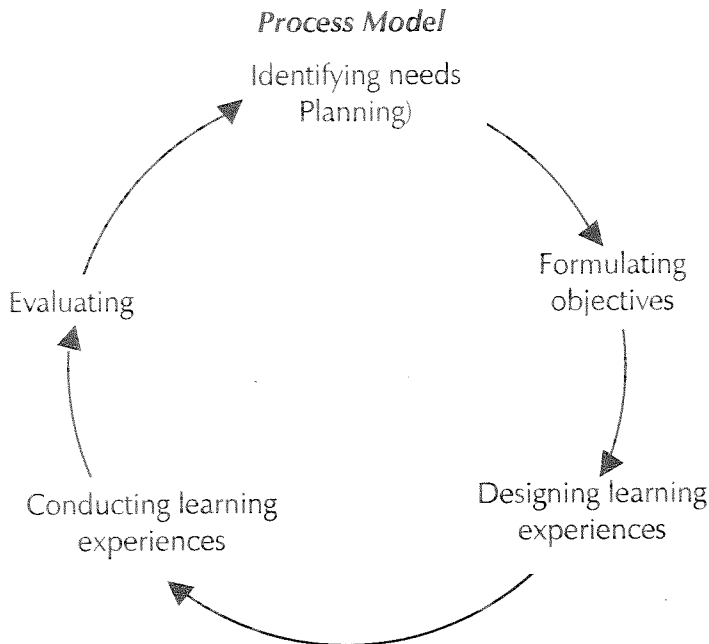 Process Model
Identifying needs
Planning)
Formulating
objectives
Designing learning
experiences
Conducting learning
experiences
Evaluating